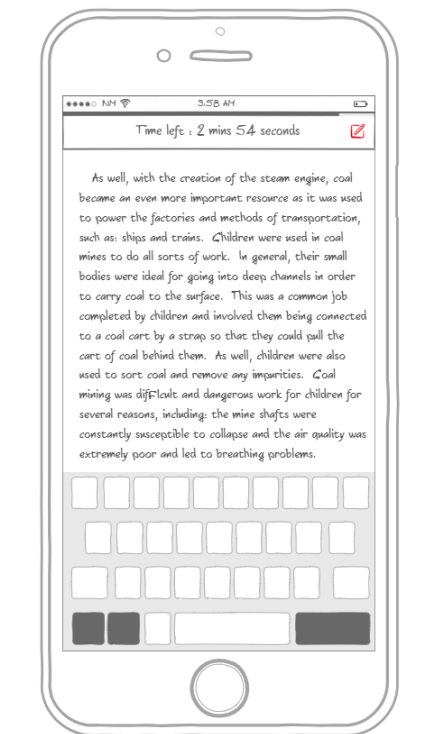 NM 3:58 AM
Time left : 2 mins 54 seconds
As well, with the creation of the steam engine, coal
became an even more important resource as it was used
to power the factories and methods of transportation,
such as: ships and trains. Children were used in coal
mines to do all sorts of work. In general, their small
bodies were ideal for going into deep channels in order
to carry coal to the surface. This was a common job
completed by children and involved them being connected
to a coal cart by a strap so that they could pull the
cart of coal behind them. As well, children were also
used to sort coal and remove any impurities. Coal
mining was difficult and dangerous work for children for
several reasons, including: the mine shafts were
constantly susceptible to collapse and the air quality was
extremely poor and led to breathing problems.